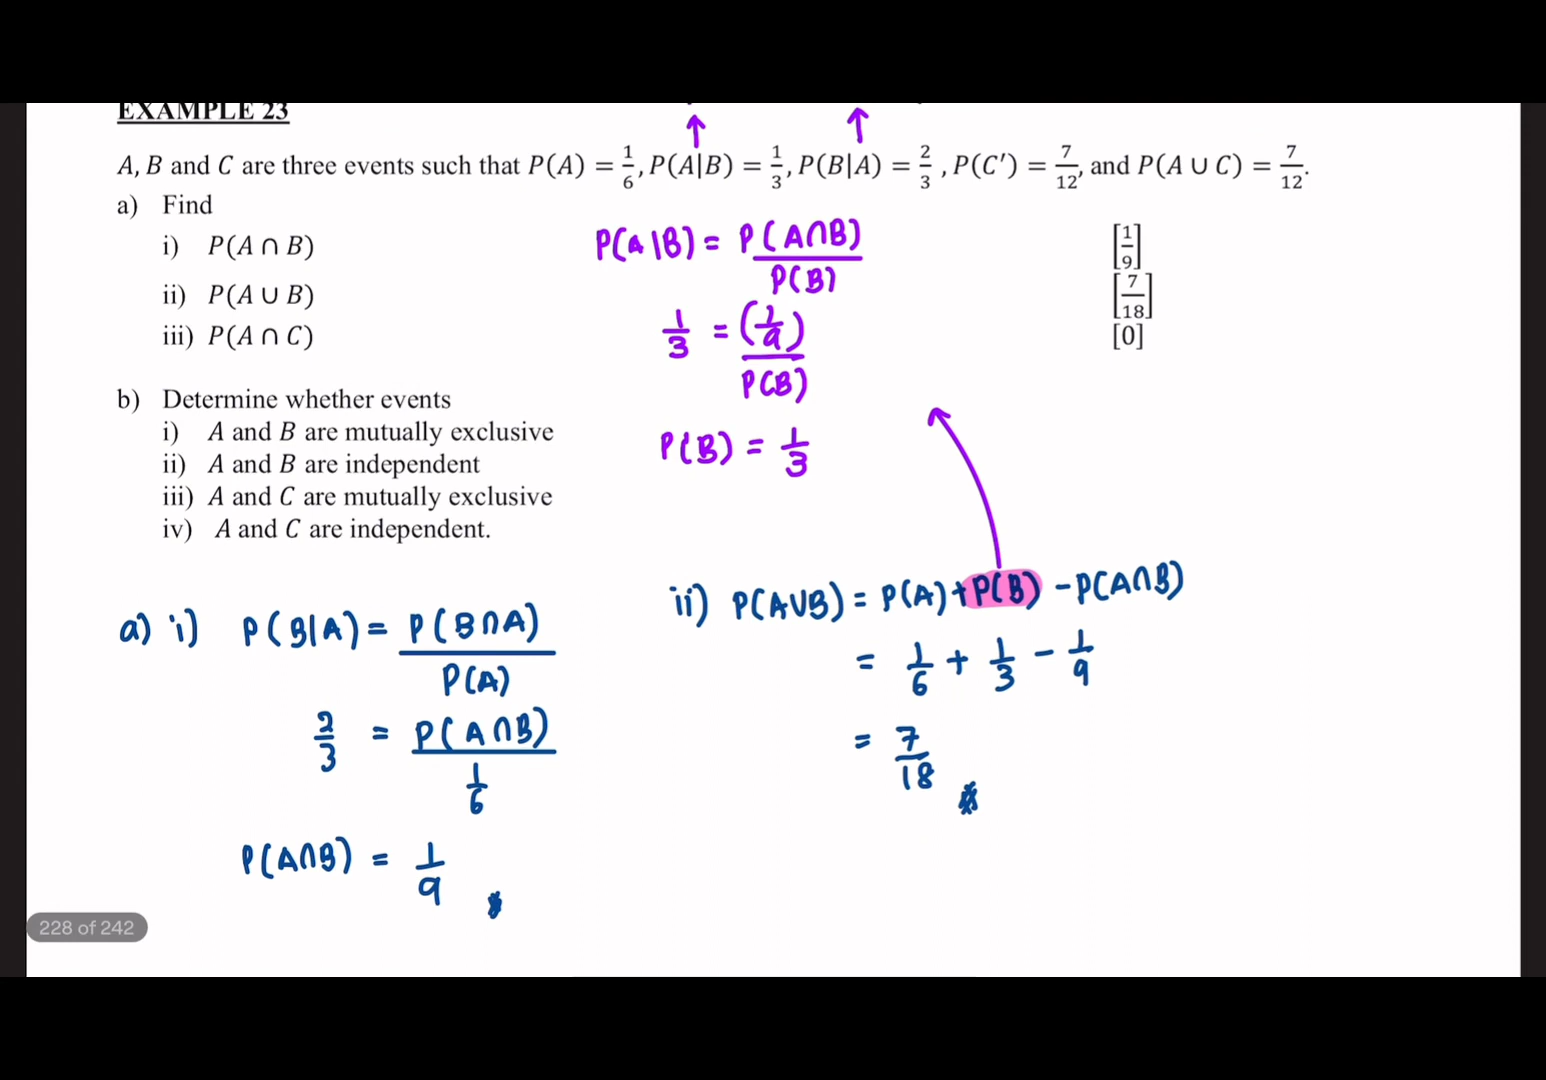 EXAMPLE 23
A, B and C are three events such that P(A) = 1/6, P(A|B) = 1/3, P(B|A) = 2/3, P(C′) = 7/12, and P(A ∪ C) = 7/12.
a) Find
i) P(A ∩ B) [1/9]
ii) P(A ∪ B) [7/18]
iii) P(A ∩ C) [0]
P(A|B) = P(A∩B)/P(B)
1/3 = (1/9)/P(B)
P(B) = 1/3
b) Determine whether events
i) A and B are mutually exclusive
ii) A and B are independent
iii) A and C are mutually exclusive
iv) A and C are independent.
a) i) P(B|A) = P(B∩A)/P(A)
2/3 = P(A∩B)/(1/6)
P(A∩B) = 1/9
ii) P(A∪B) = P(A) + P(B) - P(A∩B)
= 1/6 + 1/3 - 1/9
= 7/18
228 of 242